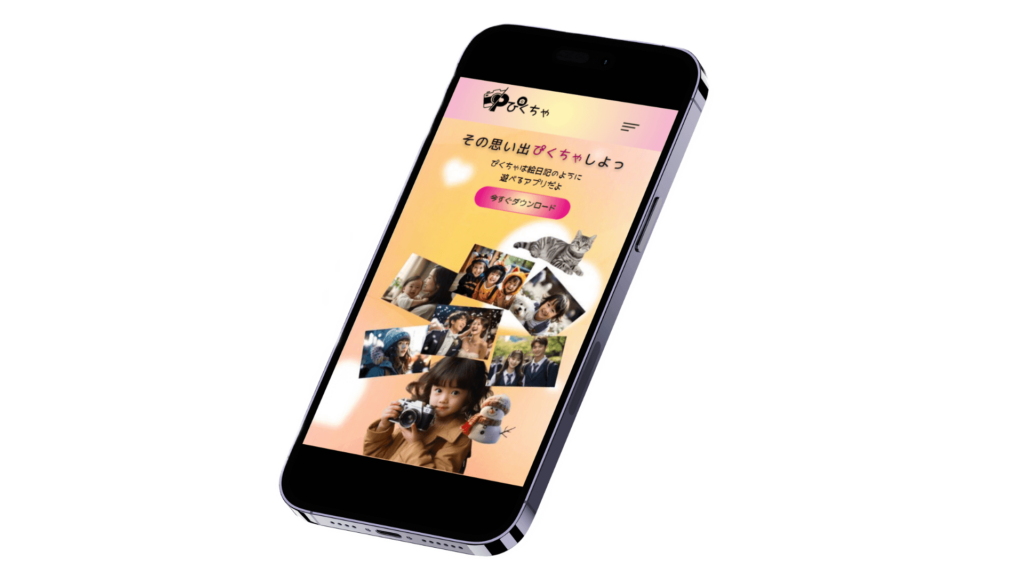 Pぴくちゃ
その思い出ぴくちゃしよっ
ぴくちゃは絵日記のように
遊べるアプリだよ
今すぐダウンロード